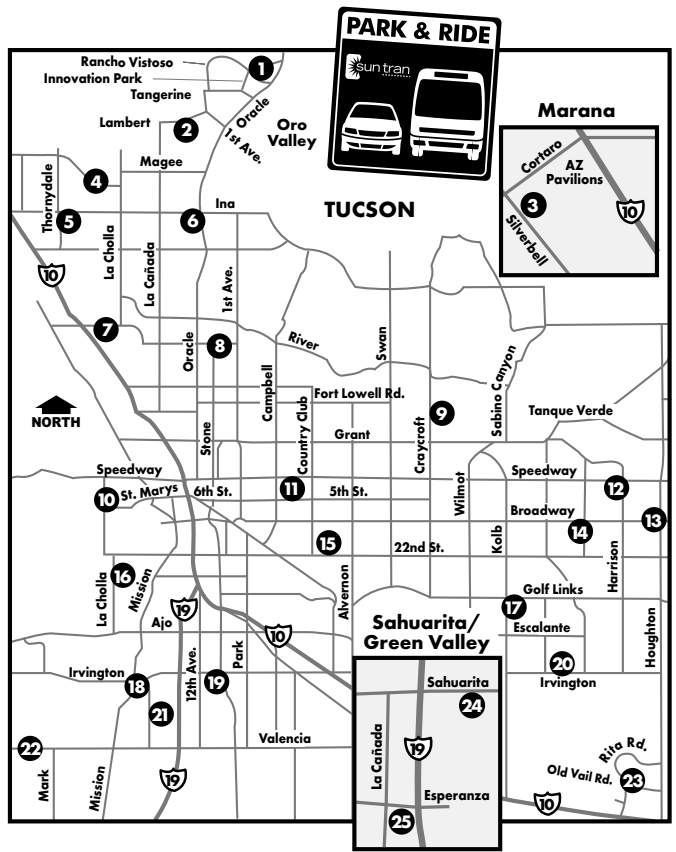 PARK & RIDE
sun tran
Rancho Vistoso
1
Innovation Park
Tangerine
Oracle
Lambert
2
1st Ave.
Oro
Valley
Magee
4
Thornydale
5
Ina
6
TUCSON
La Cholla
La Cañada
10
1st Ave.
7
Oracle
8
River
Swan
Sabino Canyon
Campbell
Fort Lowell Rd.
9
Tanque Verde
NORTH
Stone
Country Club
Grant
Craycroft
Speedway
Speedway
Wilmot
10
St. Marys
6th St.
11
5th St.
12
Broadway
13
14
Kolb
15
22nd St.
Harrison
16
La Cholla
Mission
Alvernon
Golf Links
17
19
Ajo
10
Escalante
Houghton
Park
12th Ave.
Irvington
18
19
20
Irvington
21
22
Valencia
Mark
Mission
19
Rita Rd.
Old Vail Rd.
23
10
Marana
Cortaro
AZ
Pavilions
3
10
Silverbell
Sahuarita/
Green Valley
Sahuarita
24
La Cañada
19
Esperanza
25